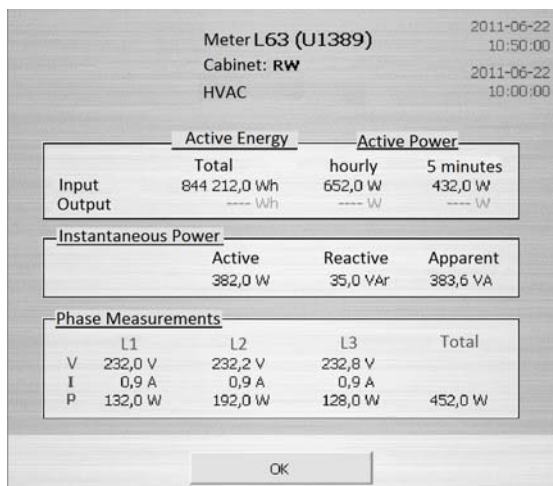 Meter L63 (U1389)
2011-06-22
10:50:00
Cabinet: RW
2011-06-22
10:00:00
HVAC
Active Energy Active Power
Total hourly 5 minutes
Input 844 212,0 Wh 652,0 W 432,0 W
Output ---- Wh ---- W ---- W
Instantaneous Power
Active Reactive Apparent
382,0 W 35,0 VAr 383,6 VA
Phase Measurements
L1 L2 L3 Total
V 232,0 V 232,2 V 232,8 V
I 0,9 A 0,9 A 0,9 A
P 132,0 W 192,0 W 128,0 W 452,0 W
OK